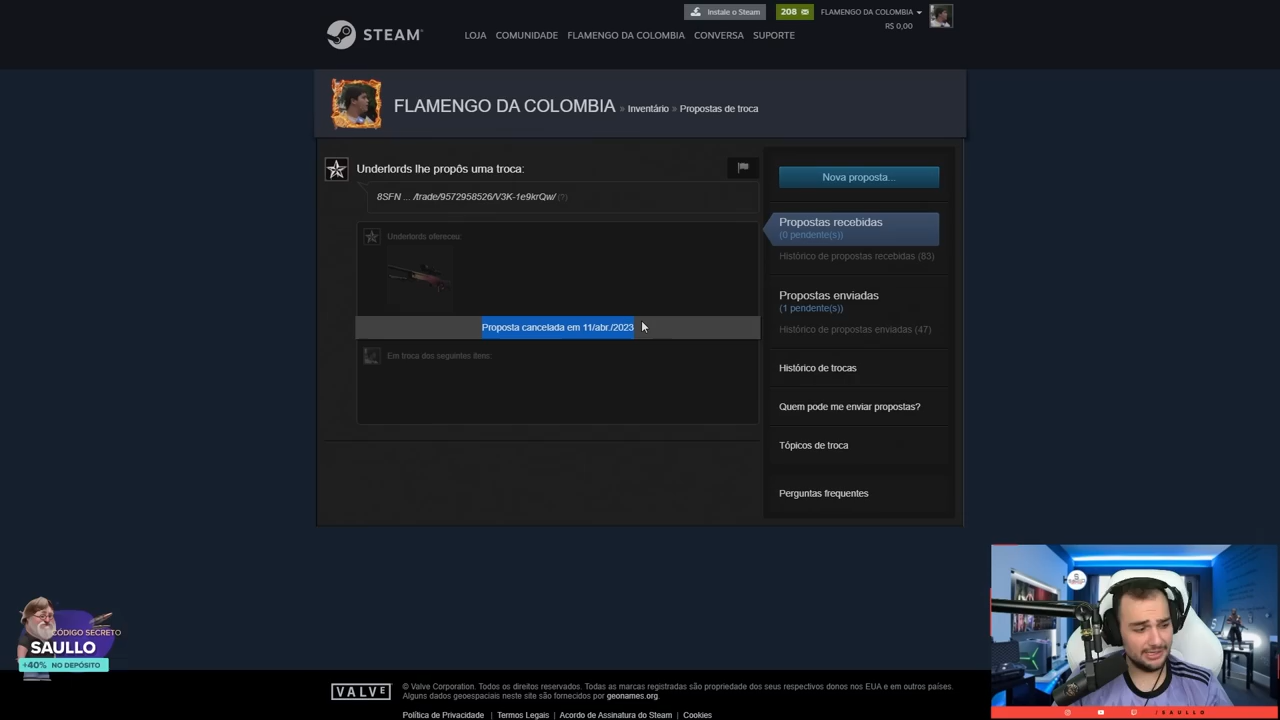 Instale o Steam
208
FLAMENGO DA COLOMBIA
R$ 0,00
STEAM
LOJA COMUNIDADE FLAMENGO DA COLOMBIA CONVERSA SUPORTE
FLAMENGO DA COLOMBIA » Inventário » Propostas de troca
Underlords lhe propôs uma troca:
8SFN ... /trade/9572958526/V3K-1e9krQw/ (?)
Underlords ofereceu:
Proposta cancelada em 11/abr./2023
Em troca dos seguintes itens:
Nova proposta...
Propostas recebidas
(0 pendente(s))
Histórico de propostas recebidas (83)
Propostas enviadas
(1 pendente(s))
Histórico de propostas enviadas (47)
Histórico de trocas
Quem pode me enviar propostas?
Tópicos de troca
Perguntas frequentes
CÓDIGO SECRETO
SAULLO
+40% NO DEPÓSITO
VALVE
© Valve Corporation. Todos os direitos reservados. Todas as marcas registradas são propriedade dos seus respectivos donos nos EUA e em outros países.
Alguns dados geoespaciais neste site são fornecidos por geonames.org.
Política de Privacidade | Termos Legais | Acordo de Assinatura do Steam | Cookies
/SAULLO